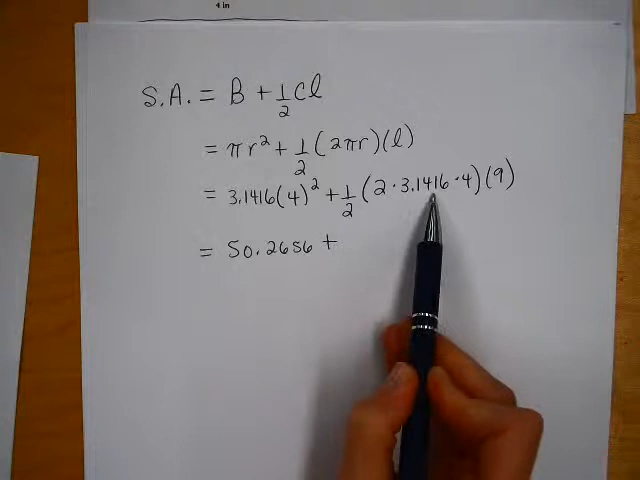 4 in
S.A. = B + 1/2 Cl
= πr² + 1/2 (2πr)(l)
= 3.1416(4)² + 1/2 (2·3.1416·4)(9)
= 50.2656 +